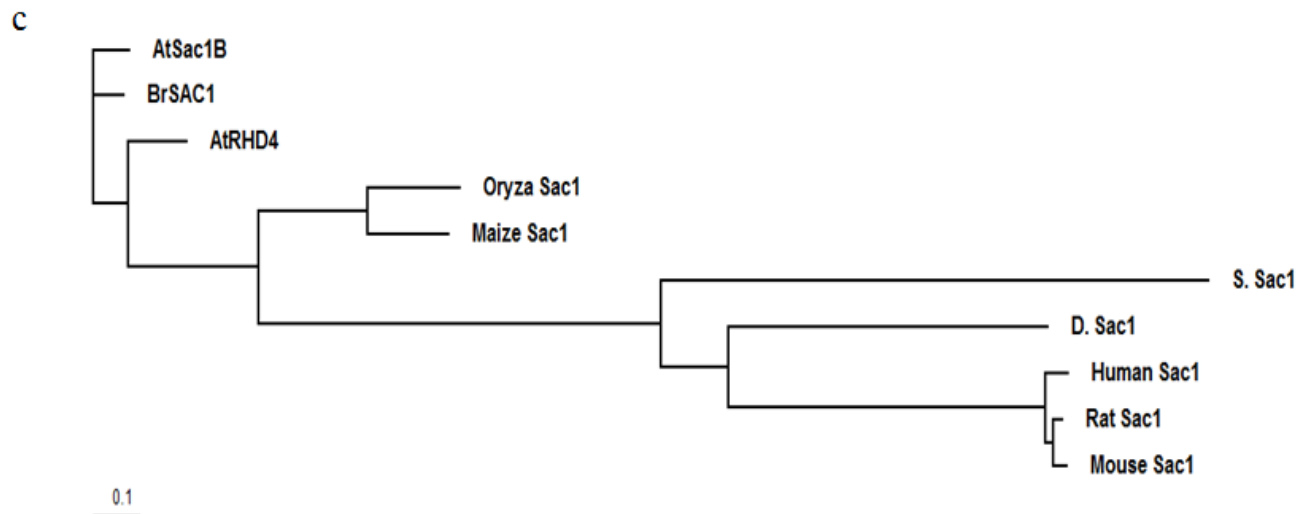 c
AtSac1B
BrSAC1
AtRHD4
Oryza Sac1
Maize Sac1
S. Sac1
D. Sac1
Human Sac1
Rat Sac1
Mouse Sac1
0.1